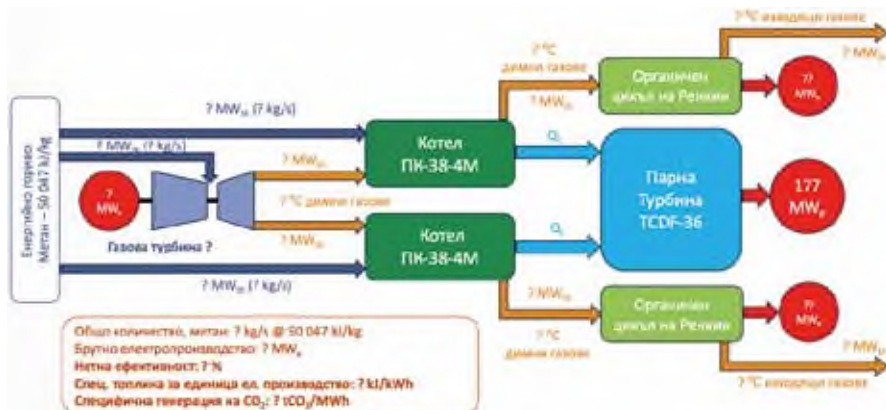 ? °C изходящи газове
? MWth
? °C
димни газове
? MWth
Органичен
цикъл на Ренкин
??
MWe
? MWth (? kg/s)
? MWth (? kg/s)
Енергийно гориво
Метан – 50 047 kJ/kg
Котел
ПК-38-4М
Q1
? MWth
?
MWe
Газова турбина ?
? °C димни газове
? MWth
Парна
Турбина
TCDF-36
177
MWe
Котел
ПК-38-4М
Q1
? MWth (? kg/s)
? MWth
? °C
димни газове
Органичен
цикъл на Ренкин
??
MWe
? MWth
? °C изходящи газове
Общо количество, метан: ? kg/s @ 50 047 kJ/kg
Брутно електропроизводство: ? MWe
Нетна ефективност: ? %
Спец. топлина за единица ел. производство: ? kJ/kWh
Специфична генерация на CO2: ? tCO2/MWh